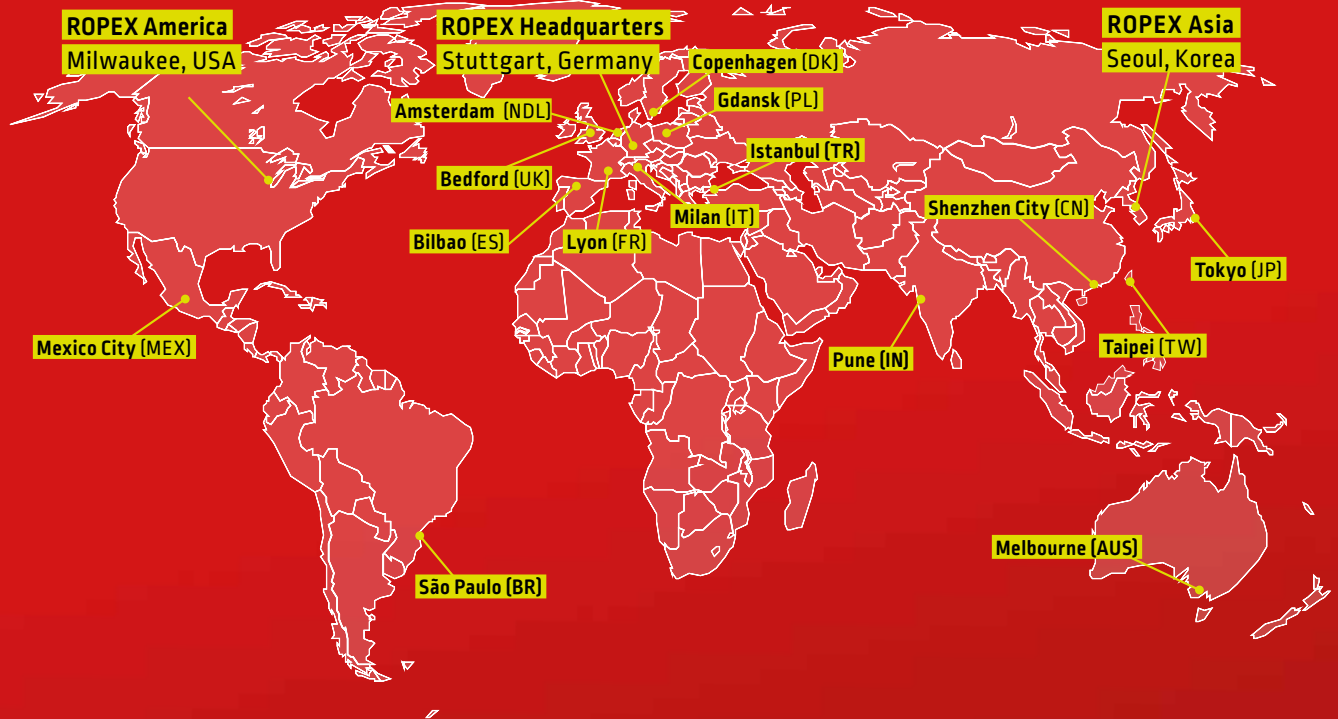 ROPEX America
Milwaukee, USA
ROPEX Headquarters
Stuttgart, Germany
ROPEX Asia
Seoul, Korea
Copenhagen (DK)
Gdansk (PL)
Amsterdam (NDL)
Istanbul (TR)
Bedford (UK)
Milan (IT)
Shenzhen City (CN)
Bilbao (ES)
Lyon (FR)
Tokyo (JP)
Mexico City (MEX)
Taipei (TW)
Pune (IN)
Melbourne (AUS)
São Paulo (BR)